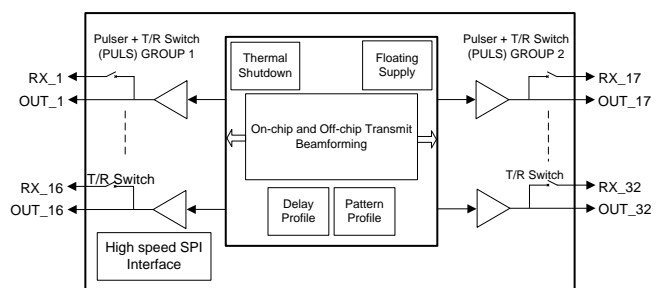 Pulser + T/R Switch
(PULS) GROUP 1
RX_1
OUT_1
T/R Switch
RX_16
OUT_16
High speed SPI
Interface
Thermal
Shutdown
Floating
Supply
On-chip and Off-chip Transmit
Beamforming
Delay
Profile
Pattern
Profile
Pulser + T/R Switch
(PULS) GROUP 2
RX_17
OUT_17
T/R Switch
RX_32
OUT_32